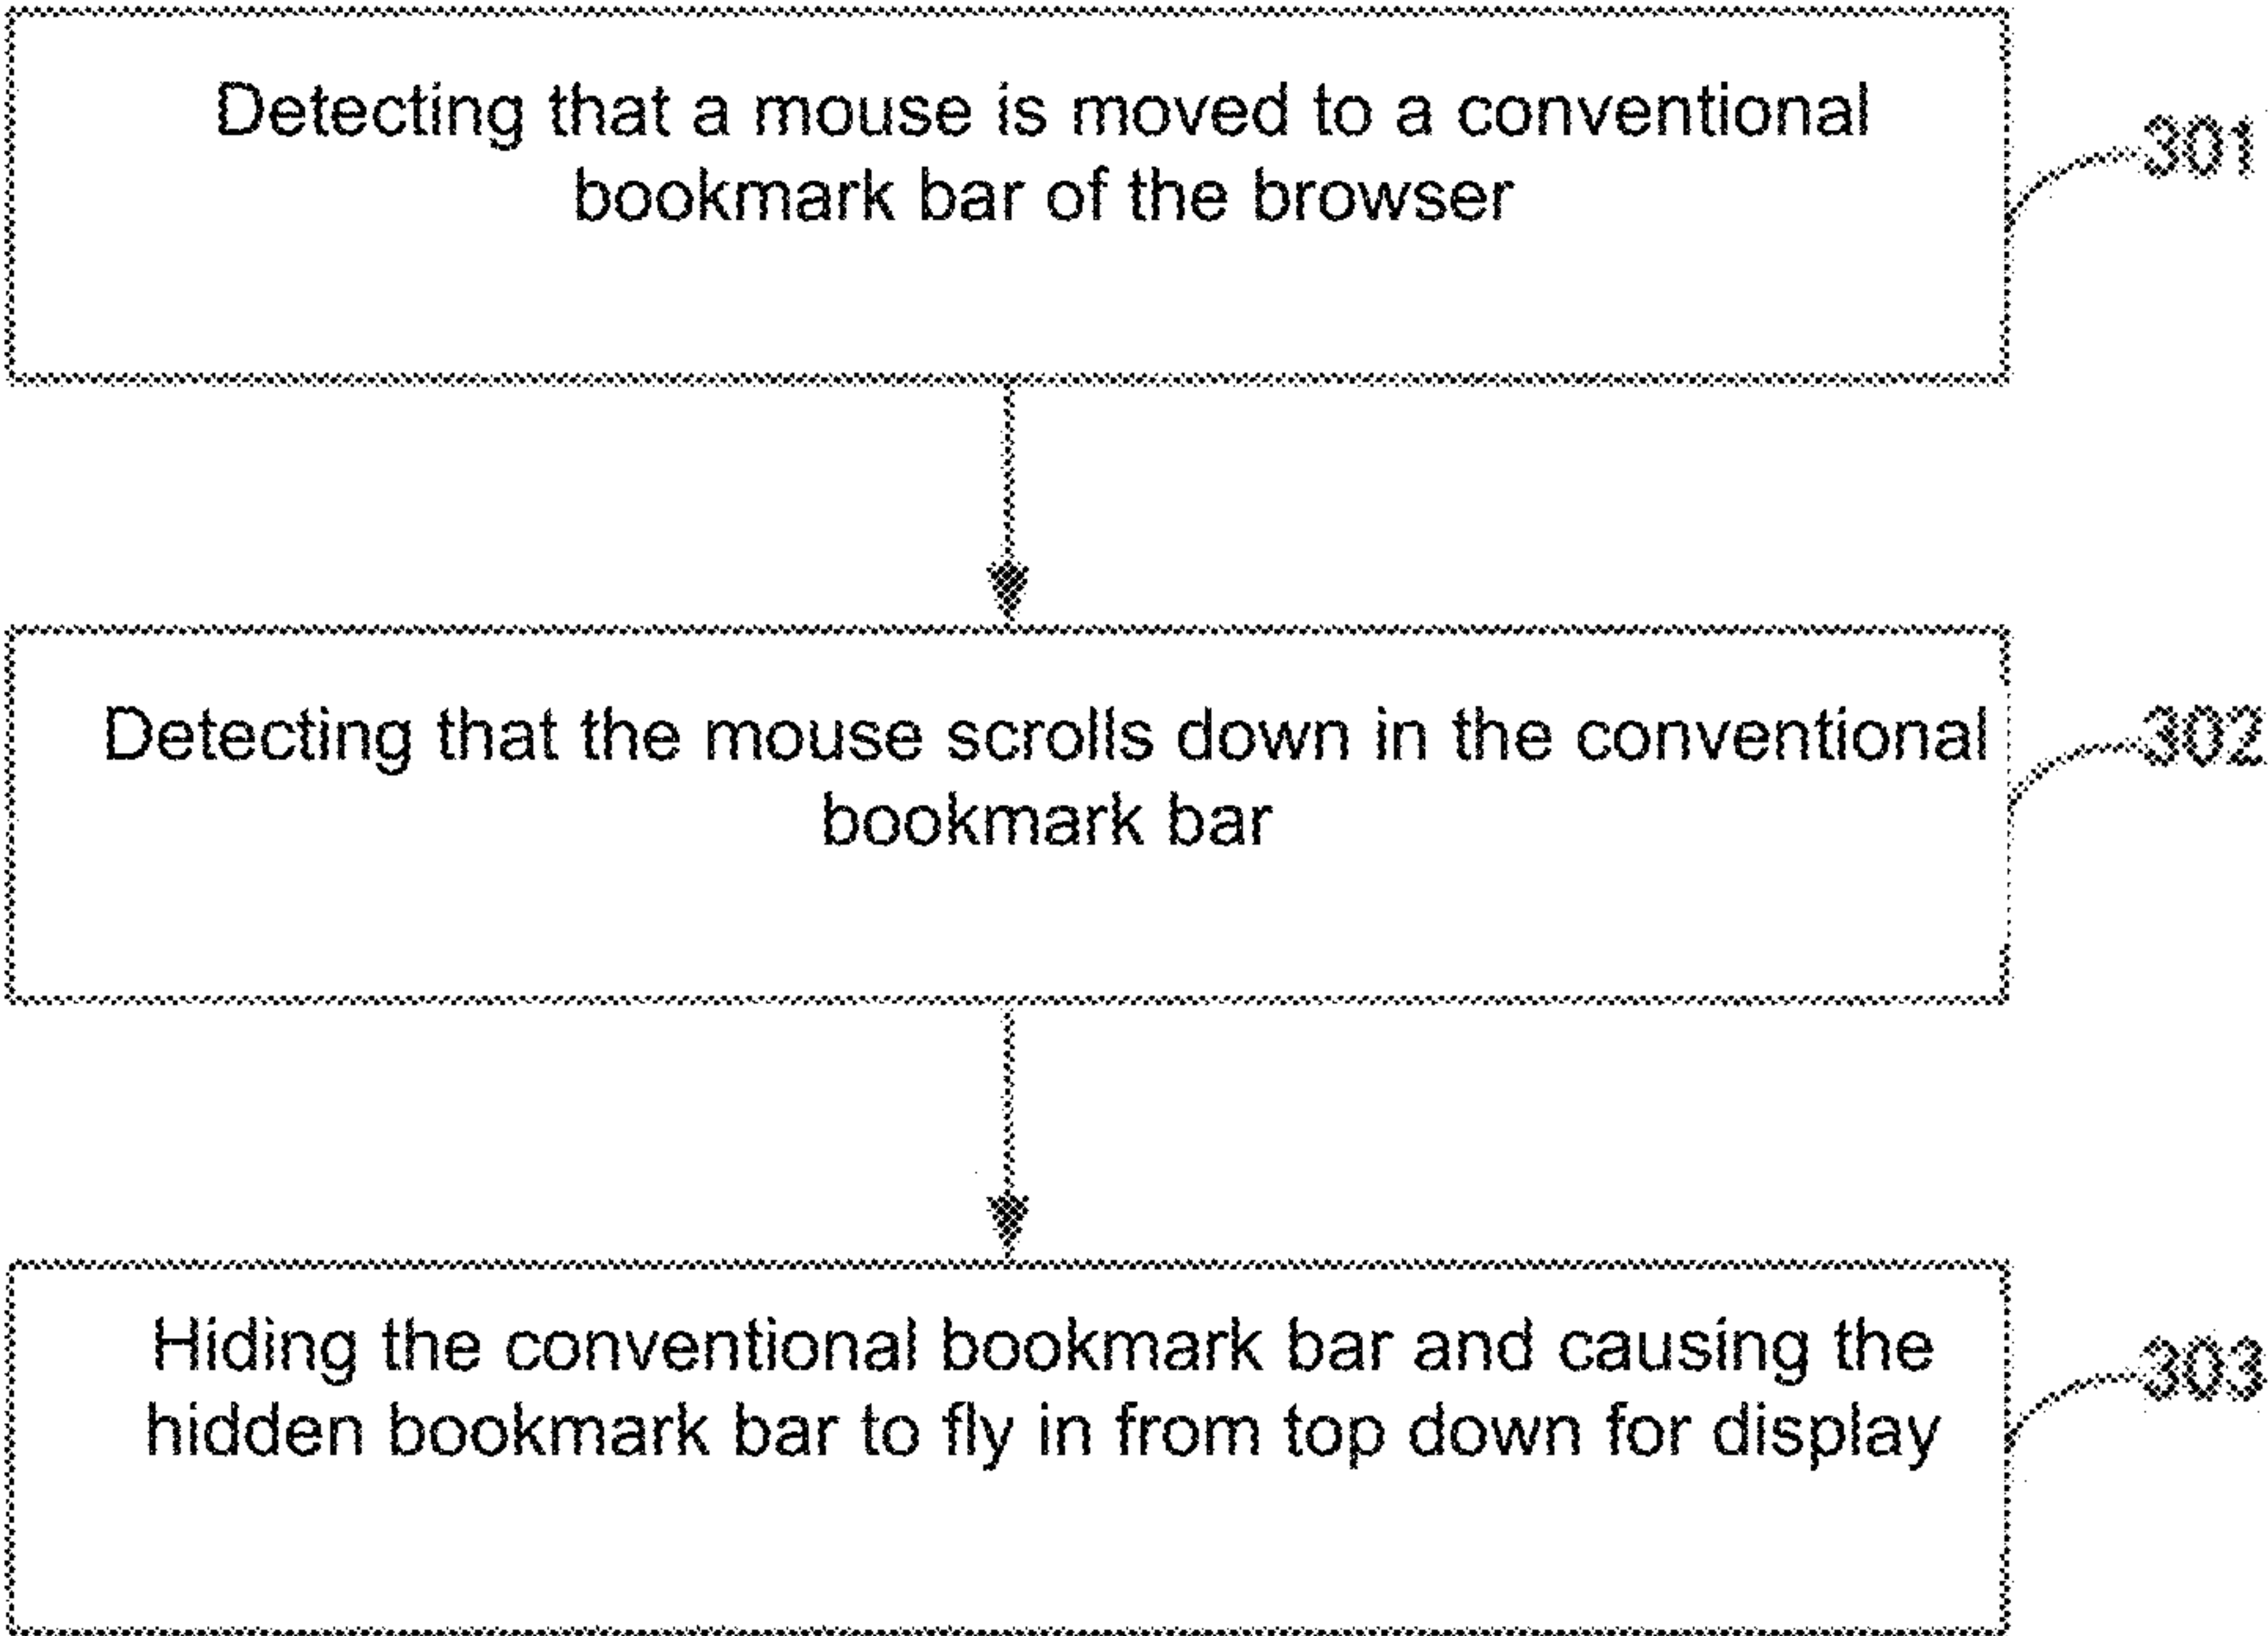 Detecting that a mouse is moved to a conventional
bookmark bar of the browser
301
Detecting that the mouse scrolls down in the conventional
bookmark bar
302
Hiding the conventional bookmark bar and causing the
hidden bookmark bar to fly in from top down for display
303